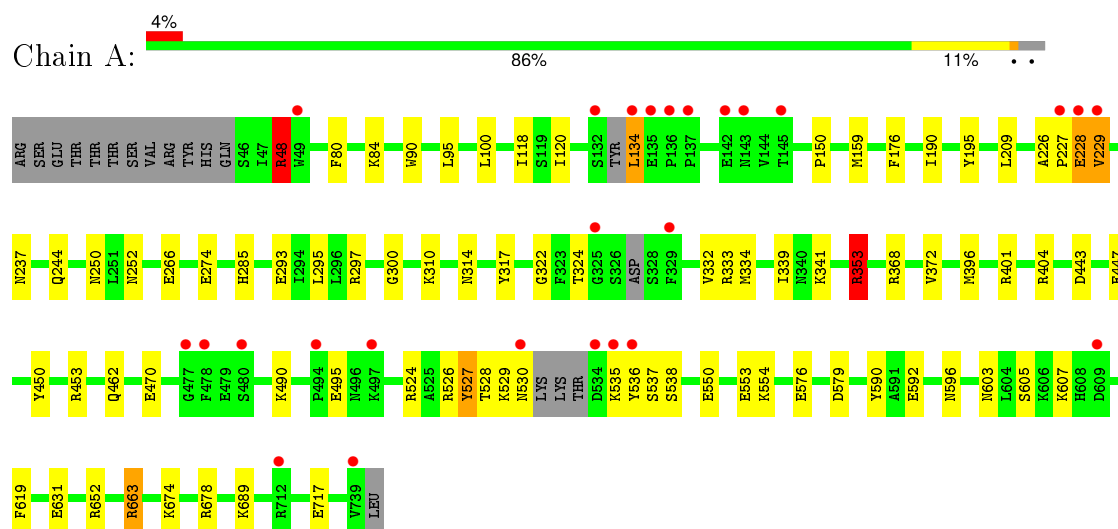 4%
Chain A:
86% 11% • •
ARG SER GLU THR THR THR SER VAL ARG TYR HIS GLN S46 I47 R48 W49 F80 K84 W90 L95 L100 I118 S119 I120 S132 TYR L134 E135 P136 P137 E142 N143 V144 T145 P150 M159 F176 I190 Y195 L209 A226 P227 E228 V229
N237 Q244 N250 L251 N252 E266 E274 H285 E293 I294 L295 L296 R297 G300 K310 N314 Y317 G322 F323 T324 G325 S326 ASP S328 F329 V332 R333 M334 I339 N340 K341 R353 R368 V372 M396 R401 R404 D443 E447
Y450 R453 Q462 E470 G477 F478 E479 S480 K490 P494 E495 N496 K497 R524 A525 R526 Y527 T528 K529 N530 LYS LYS THR D534 K535 Y536 S537 S538 E550 E553 K554 E576 D579 Y590 A591 E592 N596 N603 L604 S605 K606 K607 H608 D609
F619 E631 R652 R663 K674 R678 K689 R712 E717 V739 LEU